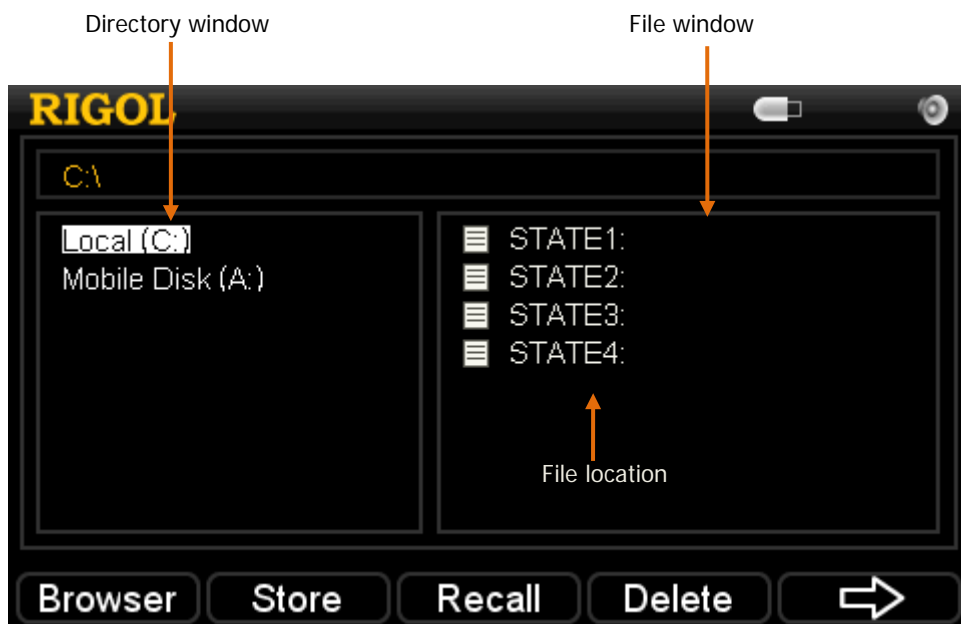 Directory window
File window
RIGOL
C:\
Local (C:)
Mobile Disk (A:)
STATE1:
STATE2:
STATE3:
STATE4:
File location
Browser
Store
Recall
Delete